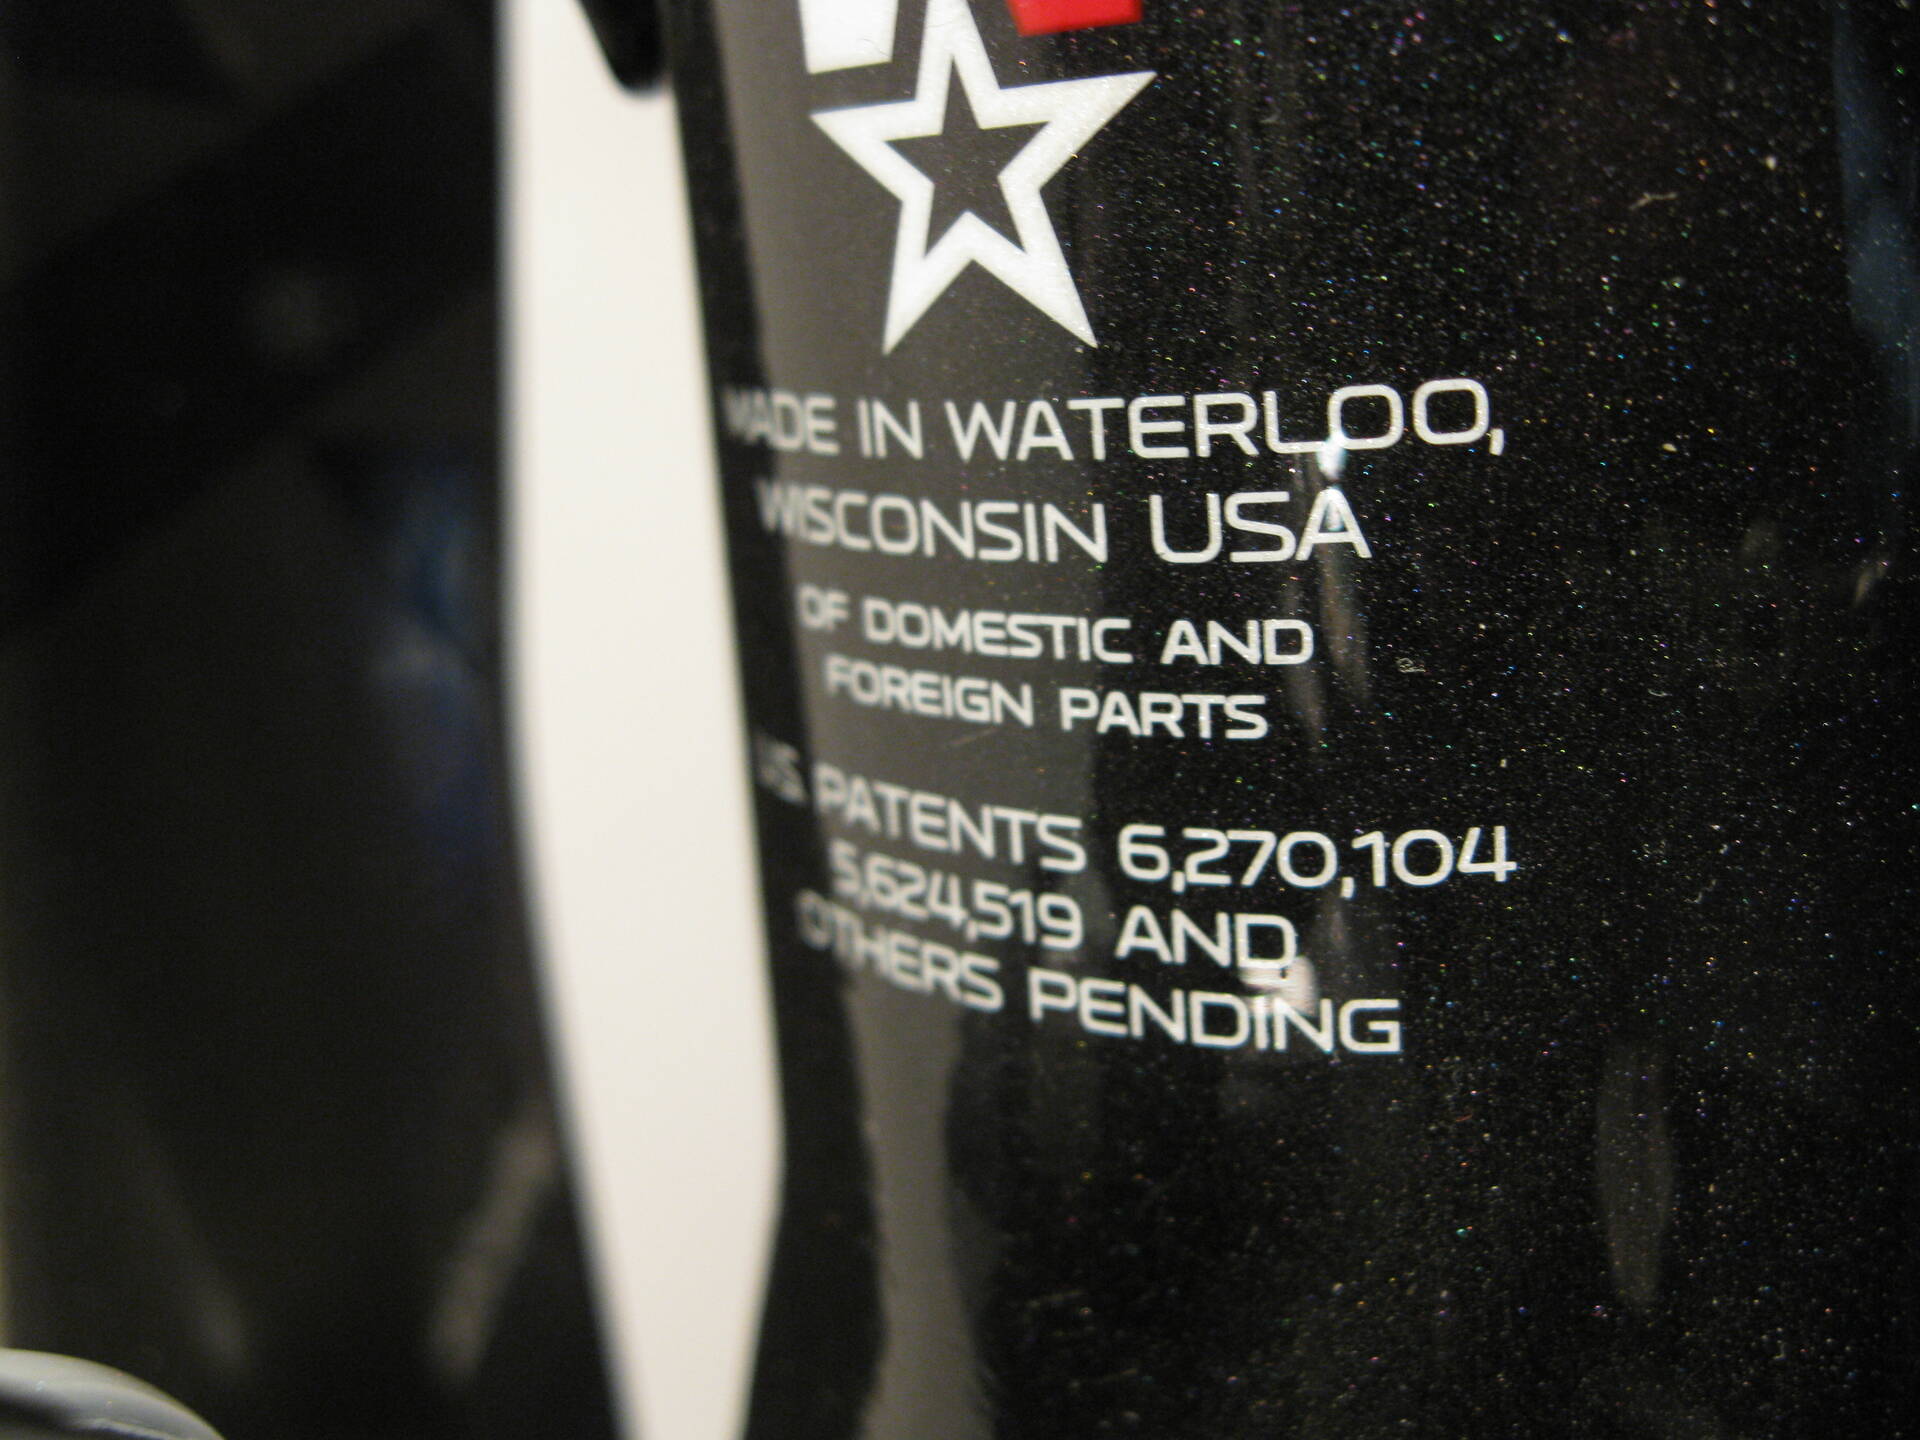 MADE IN WATERLOO,
WISCONSIN USA
OF DOMESTIC AND
FOREIGN PARTS
US PATENTS 6,270,104
5,624,519 AND
OTHERS PENDING